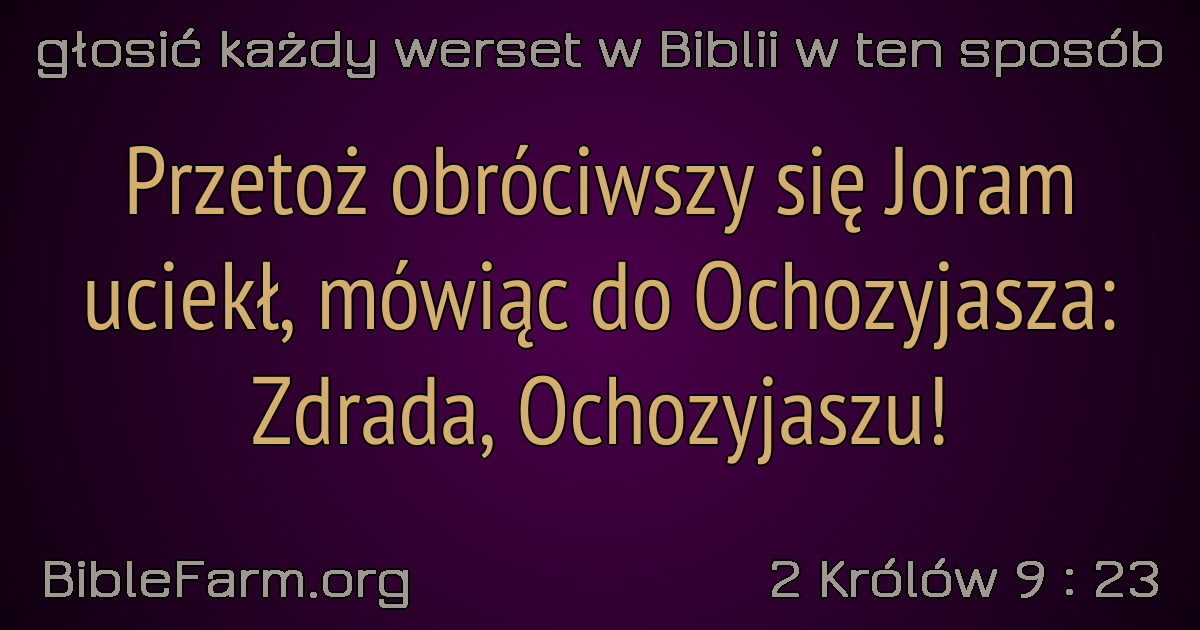 głosić każdy werset w Biblii w ten sposób
Przetoż obróciwszy się Joram
uciekł, mówiąc do Ochozyjasza:
Zdrada, Ochozyjaszu!
BibleFarm.org
2 Królów 9 : 23